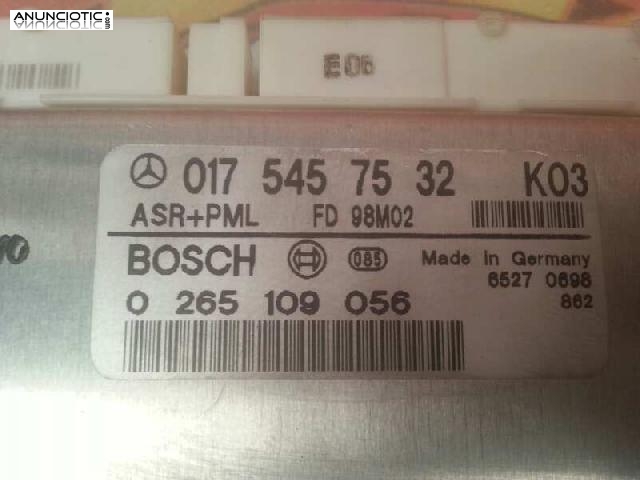 ANUNCIOTIC
.com
E06
017 545 75 32 K03
ASR+PML FD 98M02
BOSCH 085 Made in Germany
6527 0698
0 265 109 056 862